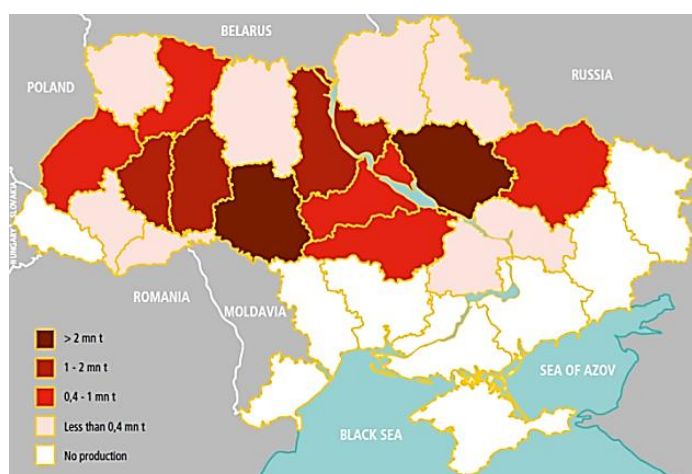 BELARUS
POLAND
RUSSIA
HUNGARY
SLOVAKIA
ROMANIA
MOLDAVIA
> 2 mn t
1 - 2 mn t
0,4 - 1 mn t
Less than 0,4 mn t
No production
SEA OF AZOV
BLACK SEA